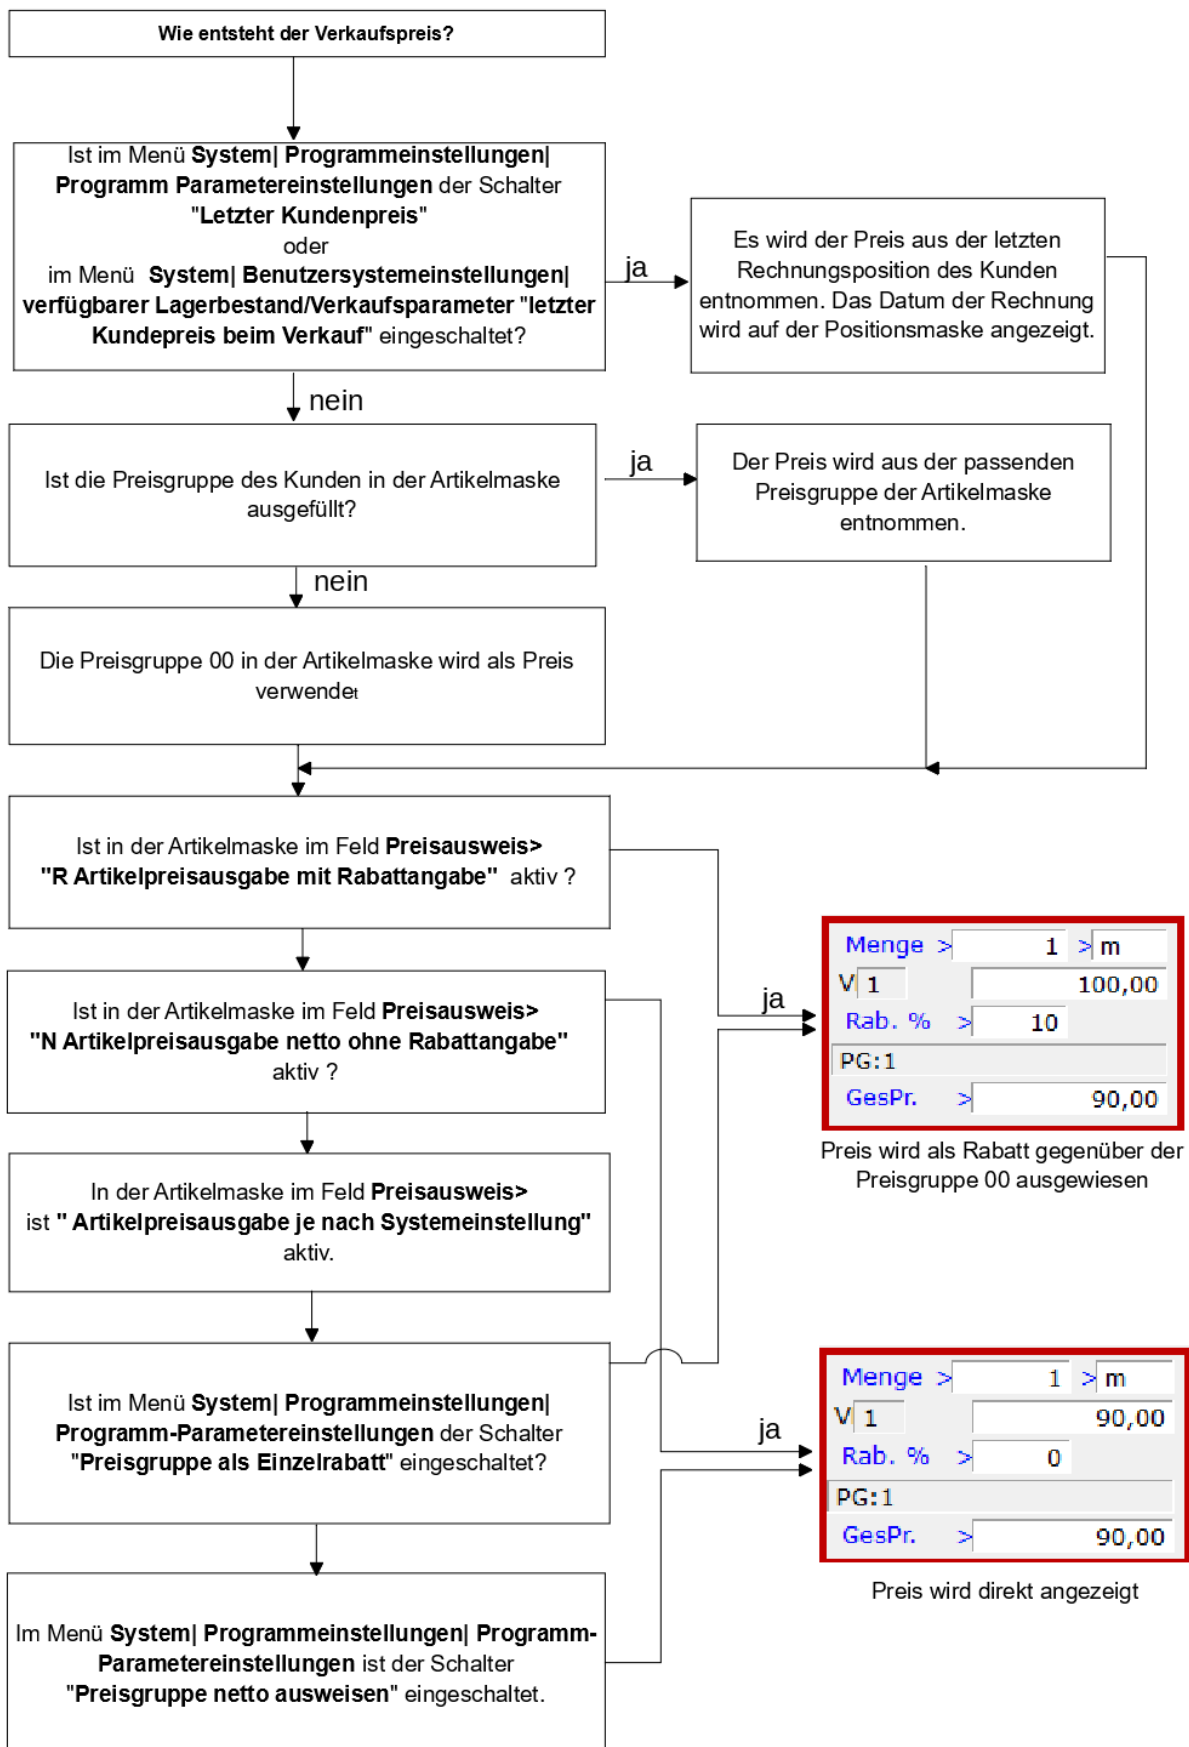 Wie entsteht der Verkaufspreis?
Ist im Menü System| Programmeinstellungen|
Programm Parametereinstellungen der Schalter
"Letzter Kundenpreis"
oder
im Menü System| Benutzersystemeinstellungen|
verfügbarer Lagerbestand/Verkaufsparameter "letzter
Kundepreis beim Verkauf" eingeschaltet?
ja
Es wird der Preis aus der letzten
Rechnungsposition des Kunden
entnommen. Das Datum der Rechnung
wird auf der Positionsmaske angezeigt.
nein
Ist die Preisgruppe des Kunden in der Artikelmaske
ausgefüllt?
ja
Der Preis wird aus der passenden
Preisgruppe der Artikelmaske
entnommen.
nein
Die Preisgruppe 00 in der Artikelmaske wird als Preis
verwendet
Ist in der Artikelmaske im Feld Preisausweis>
"R Artikelpreisausgabe mit Rabattangabe" aktiv ?
Ist in der Artikelmaske im Feld Preisausweis>
"N Artikelpreisausgabe netto ohne Rabattangabe"
aktiv ?
ja
Menge > 1 > m
V 1 100,00
Rab. % > 10
PG:1
GesPr. > 90,00
Preis wird als Rabatt gegenüber der
Preisgruppe 00 ausgewiesen
In der Artikelmaske im Feld Preisausweis>
ist " Artikelpreisausgabe je nach Systemeinstellung"
aktiv.
Ist im Menü System| Programmeinstellungen|
Programm-Parametereinstellungen der Schalter
"Preisgruppe als Einzelrabatt" eingeschaltet?
ja
Menge > 1 > m
V 1 90,00
Rab. % > 0
PG:1
GesPr. > 90,00
Preis wird direkt angezeigt
Im Menü System| Programmeinstellungen| Programm-
Parametereinstellungen ist der Schalter
"Preisgruppe netto ausweisen" eingeschaltet.